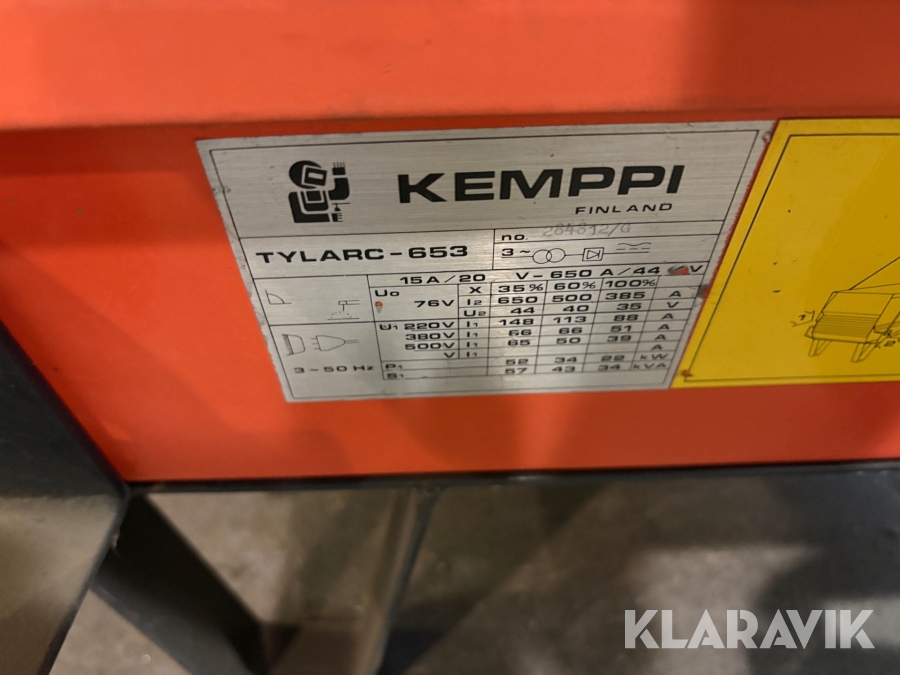 KEMPPI
FINLAND
TYLARC-653
no. 284812/G
3~
15A/20 V-650 A/44 V
U0 X 35% 60% 100%
76V I2 650 500 385 A
U2 44 40 35 V
U1 220V I1 148 113 88 A
380V I1 66 66 51 A
500V I1 65 50 39 A
V I1 A
3~50 Hz P1 52 34 22 kW
S1 57 43 34 kVA
KLARAVIK